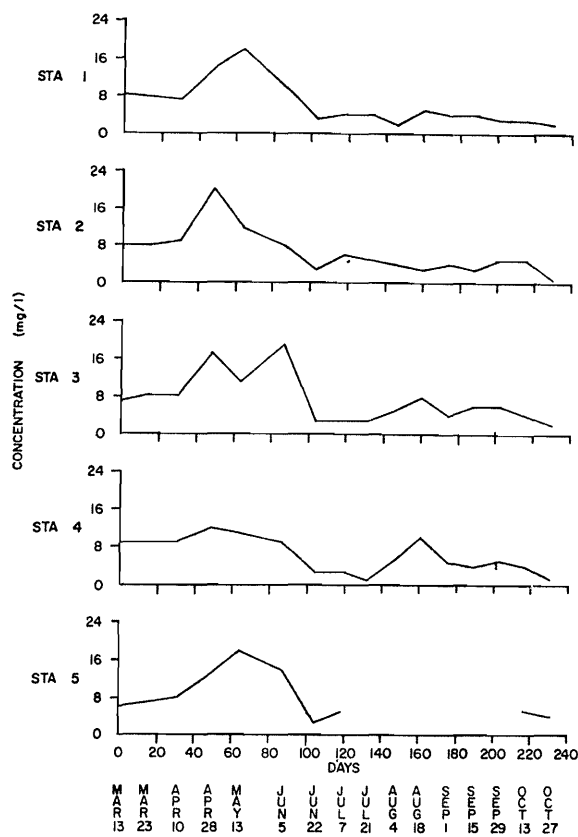 CONCENTRATION (mg/l)
STA 1
24
16
8
0
STA 2
24
16
8
0
STA 3
24
16
8
0
STA 4
24
16
8
0
STA 5
24
16
8
0
0 20 40 60 80 100 120 140 160 180 200 220 240
DAYS
MAR 13
MAR 23
APR 10
APR 28
MAY 13
JUN 5
JUN 22
JUL 7
JUL 21
AUG 4
AUG 18
SEP 1
SEP 15
SEP 29
OCT 13
OCT 27